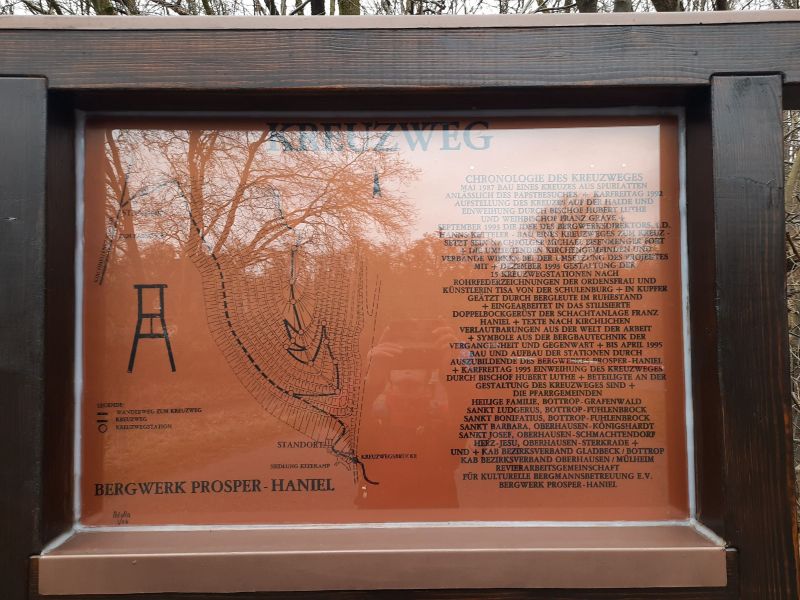 KREUZWEG
CHRONOLOGIE DES KREUZWEGES
MAI 1987 BAU EINES KREUZES AUS SPURLATTEN
ANLÄSSLICH DES PAPSTBESUCHES + KARFREITAG 1992
AUFSTELLUNG DES KREUZES AUF DER HALDE UND
EINWEIHUNG DURCH BISCHOF HUBERT LUTHE
UND WEIHBISCHOF FRANZ GRAVE +
SEPTEMBER 1993 DIE IDEE DES BERGWERKSDIREKTORS I.D.
HANNS KETTELER - BAU EINES KREUZWEGES ZUM KREUZ -
SETZT SEIN NACHFOLGER MICHAEL EISENMENGER FORT
+ DIE UMLIEGENDEN KIRCHENGEMEINDEN UND
VERBÄNDE WIRKEN BEI DER UMSETZUNG DES PROJEKTES
MIT + DEZEMBER 1993 GESTALTUNG DER
15 KREUZWEGSTATIONEN NACH
ROHRFEDERZEICHNUNGEN DER ORDENSFRAU UND
KÜNSTLERIN TISA VON DER SCHULENBURG + IN KUPFER
GEÄTZT DURCH BERGLEUTE IM RUHESTAND
+ EINGEARBEITET IN DAS STILISIERTE
DOPPELBOCKGERÜST DER SCHACHTANLAGE FRANZ
HANIEL + TEXTE NACH KIRCHLICHEN
VERLAUTBARUNGEN AUS DER WELT DER ARBEIT
+ SYMBOLE AUS DER BERGBAUTECHNIK DER
VERGANGENHEIT UND GEGENWART + BIS APRIL 1995
BAU UND AUFBAU DER STATIONEN DURCH
AUSZUBILDENDE DES BERGWERKES PROSPER-HANIEL
+ KARFREITAG 1995 EINWEIHUNG DES KREUZWEGES
DURCH BISCHOF HUBERT LUTHE + BETEILIGTE AN DER
GESTALTUNG DES KREUZWEGES SIND +
DIE PFARRGEMEINDEN
HEILIGE FAMILIE, BOTTROP-GRAFENWALD
SANKT LUDGERUS, BOTTROP-FUHLENBROCK
SANKT BONIFATIUS, BOTTROP-FUHLENBROCK
SANKT BARBARA, OBERHAUSEN-KÖNIGSHARDT
SANKT JOSEF, OBERHAUSEN-SCHMACHTENDORF
HERZ-JESU, OBERHAUSEN-STERKRADE +
UND + KAB BEZIRKSVERBAND GLADBECK / BOTTROP
KAB BEZIRKSVERBAND OBERHAUSEN / MÜLHEIM
REVIERARBEITSGEMEINSCHAFT
FÜR KULTURELLE BERGMANNSBETREUUNG E.V.
BERGWERK PROSPER-HANIEL
LEGENDE:
WANDERWEG ZUM KREUZWEG
KREUZWEG
KREUZWEGSTATION
STANDORT
KREUZWEGSBRÜCKE
SIEDLUNG KIZEKAMP
BERGWERK PROSPER-HANIEL